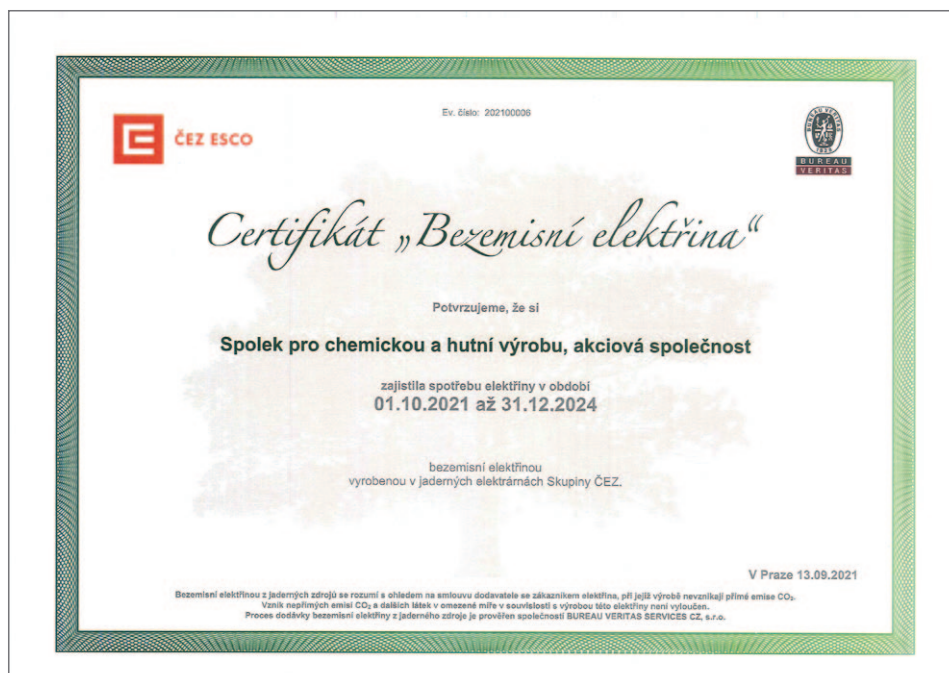 Ev. číslo: 202100006
ČEZ ESCO
BUREAU VERITAS
1828
BUREAU
VERITAS
Certifikát „Bezemisní elektřina“
Potvrzujeme, že si
Spolek pro chemickou a hutní výrobu, akciová společnost
zajistila spotřebu elektřiny v období
01.10.2021 až 31.12.2024
bezemisní elektřinou
vyrobenou v jaderných elektrárnách Skupiny ČEZ.
V Praze 13.09.2021
Bezemisní elektřinou z jaderných zdrojů se rozumí s ohledem na smlouvu dodavatele se zákazníkem elektřina, při jejíž výrobě nevznikají přímé emise CO₂.
Vznik nepřímých emisí CO₂ a dalších látek v omezené míře v souvislosti s výrobou této elektřiny není vyloučen.
Proces dodávky bezemisní elektřiny z jaderného zdroje je prověřen společností BUREAU VERITAS SERVICES CZ, s.r.o.